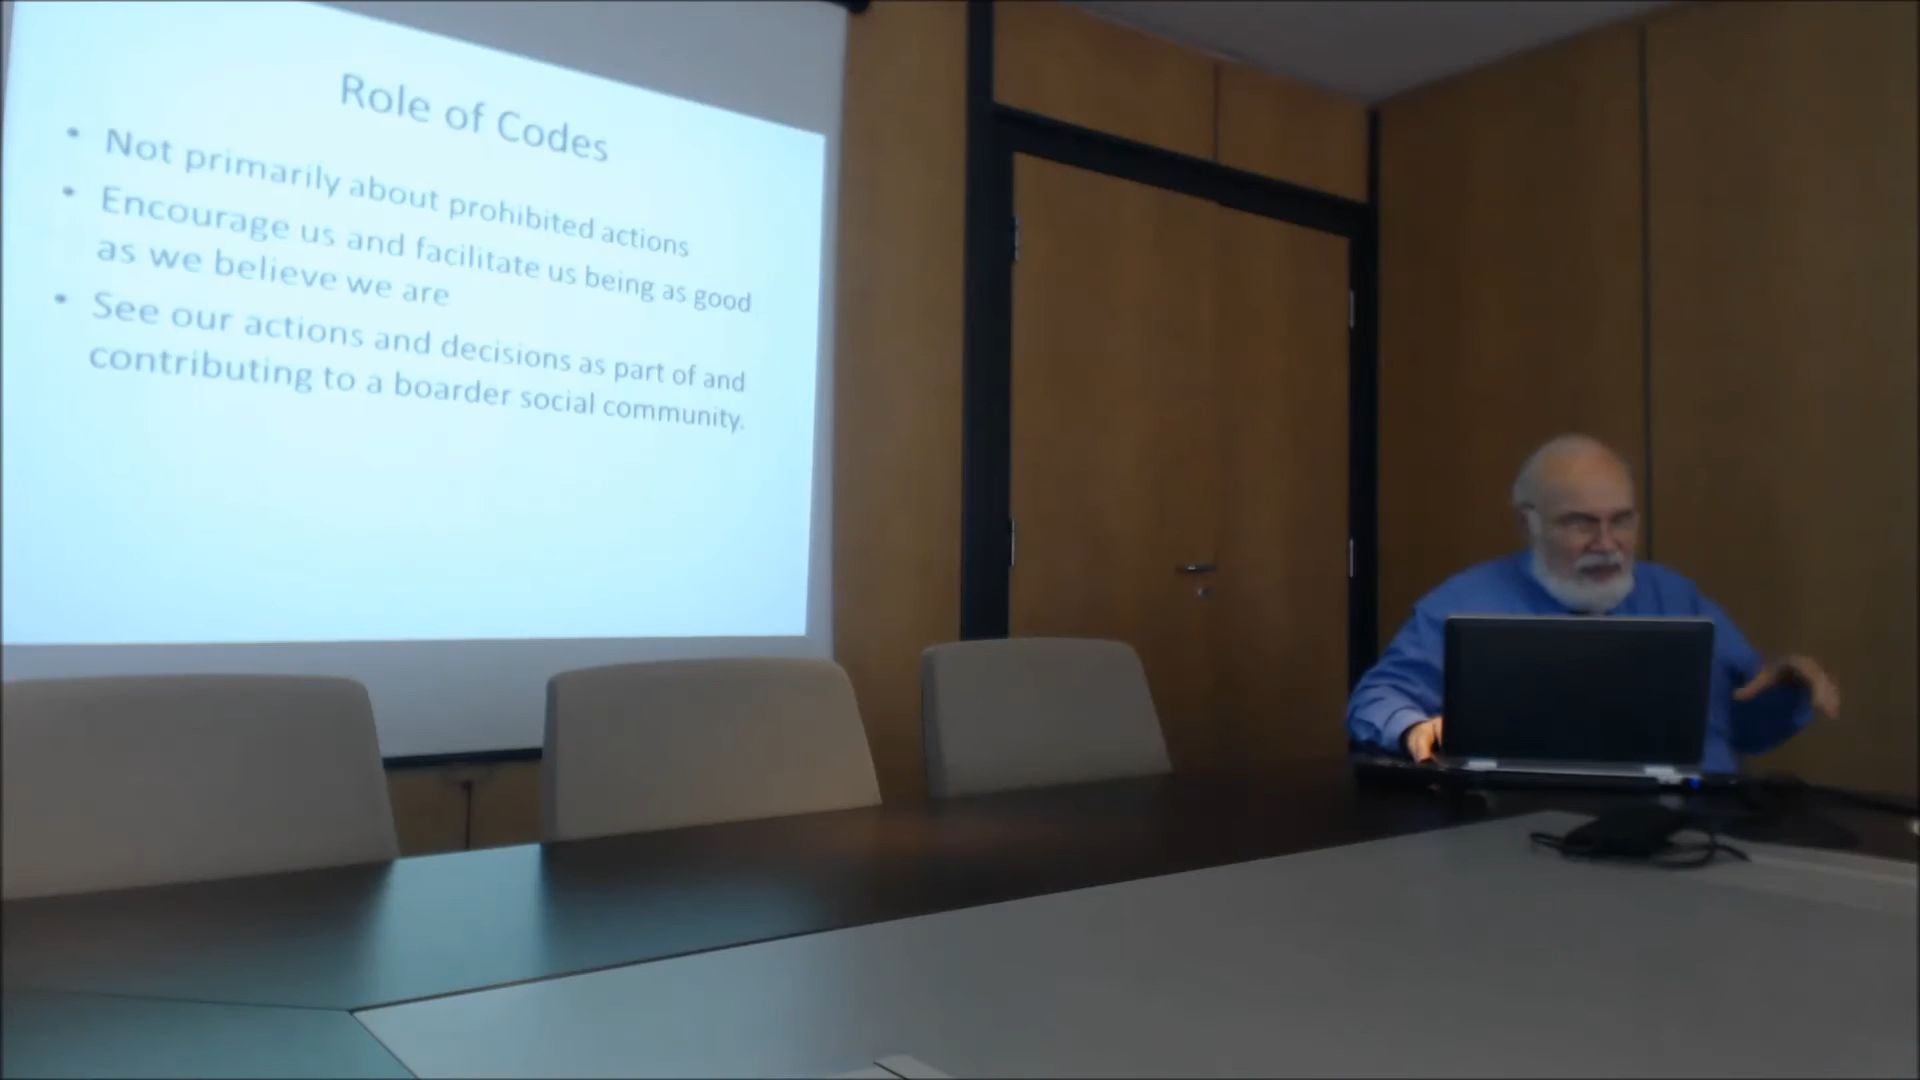 Role of Codes
• Not primarily about prohibited actions
• Encourage us and facilitate us being as good
as we believe we are
• See our actions and decisions as part of and
contributing to a boarder social community.